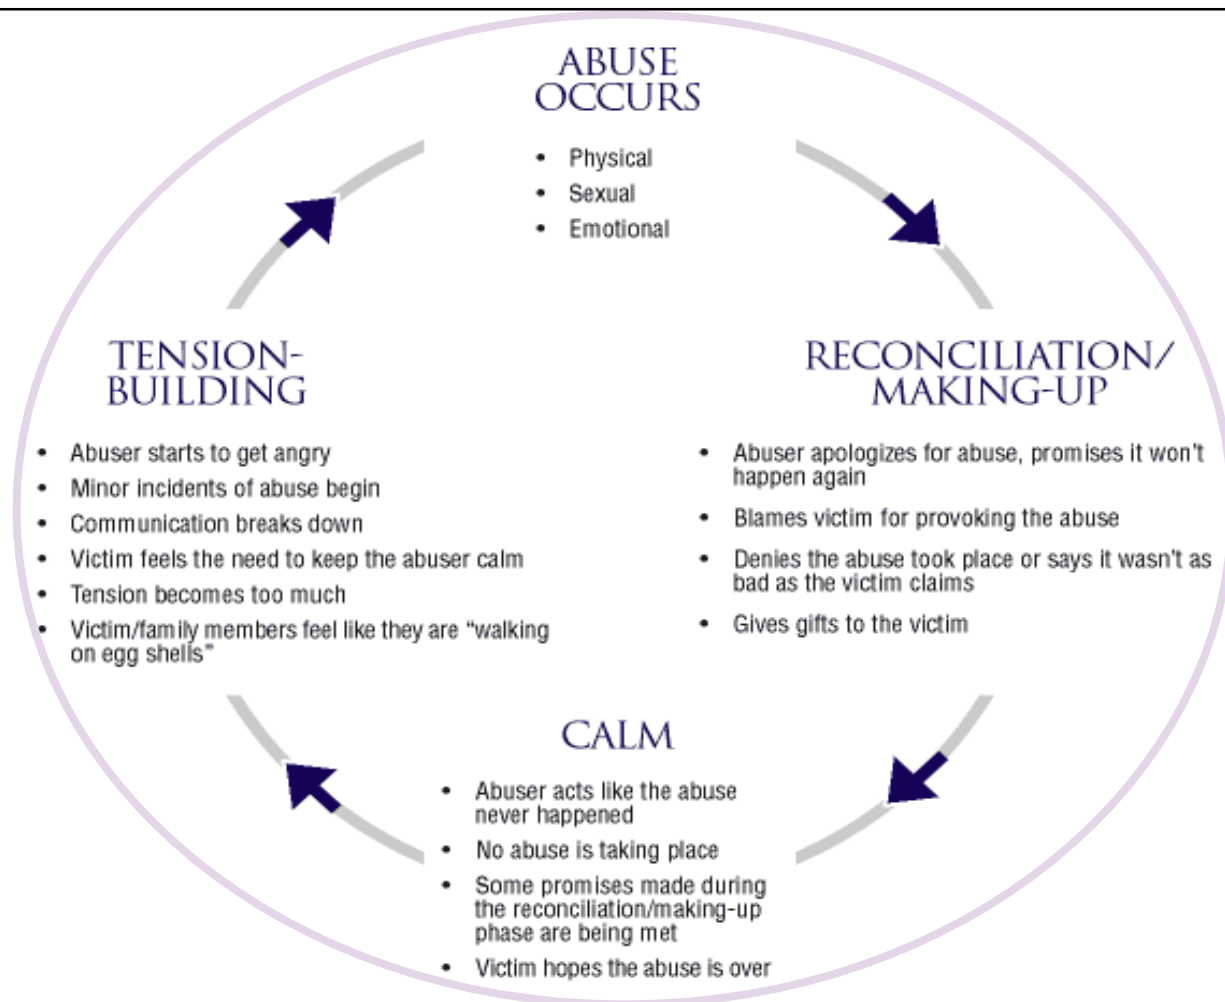 ABUSE
OCCURS
• Physical
• Sexual
• Emotional
TENSION-
BUILDING
• Abuser starts to get angry
• Minor incidents of abuse begin
• Communication breaks down
• Victim feels the need to keep the abuser calm
• Tension becomes too much
• Victim/family members feel like they are “walking
on egg shells”
RECONCILIATION/
MAKING-UP
• Abuser apologizes for abuse, promises it won’t
happen again
• Blames victim for provoking the abuse
• Denies the abuse took place or says it wasn’t as
bad as the victim claims
• Gives gifts to the victim
CALM
• Abuser acts like the abuse
never happened
• No abuse is taking place
• Some promises made during
the reconciliation/making-up
phase are being met
• Victim hopes the abuse is over